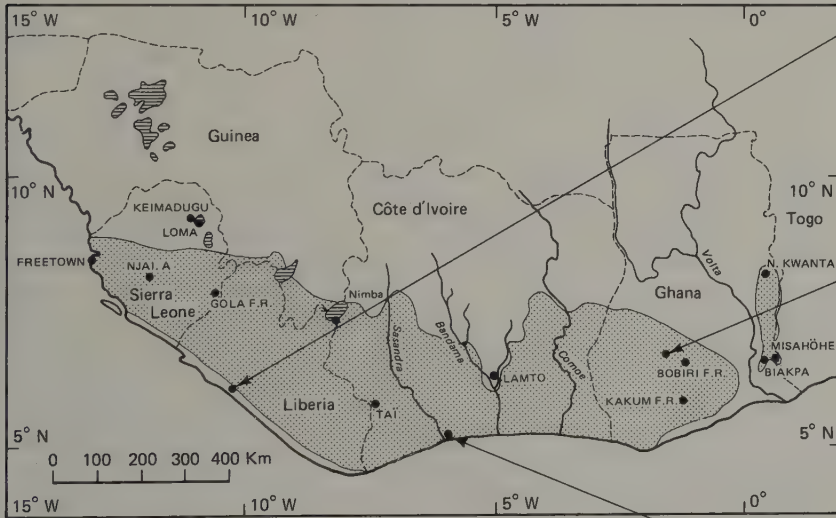 15° W
10° W
5° W
0°
Guinea
10° N
10° N
KEIMADUGU
LOMA
Côte d'Ivoire
Togo
FREETOWN
NJAI. A
Sierra Leone
GOLA F.R.
Nimba
Volta
N. KWANTA
Ghana
Sasandra
Bandama
Comoe
MISAHÖHE
BIAKPA
BOBIRI F.R.
LAMTO
KAKUM F.R.
Liberia
TAÏ
5° N
5° N
0 100 200 300 400 Km
15° W
10° W
5° W
0°